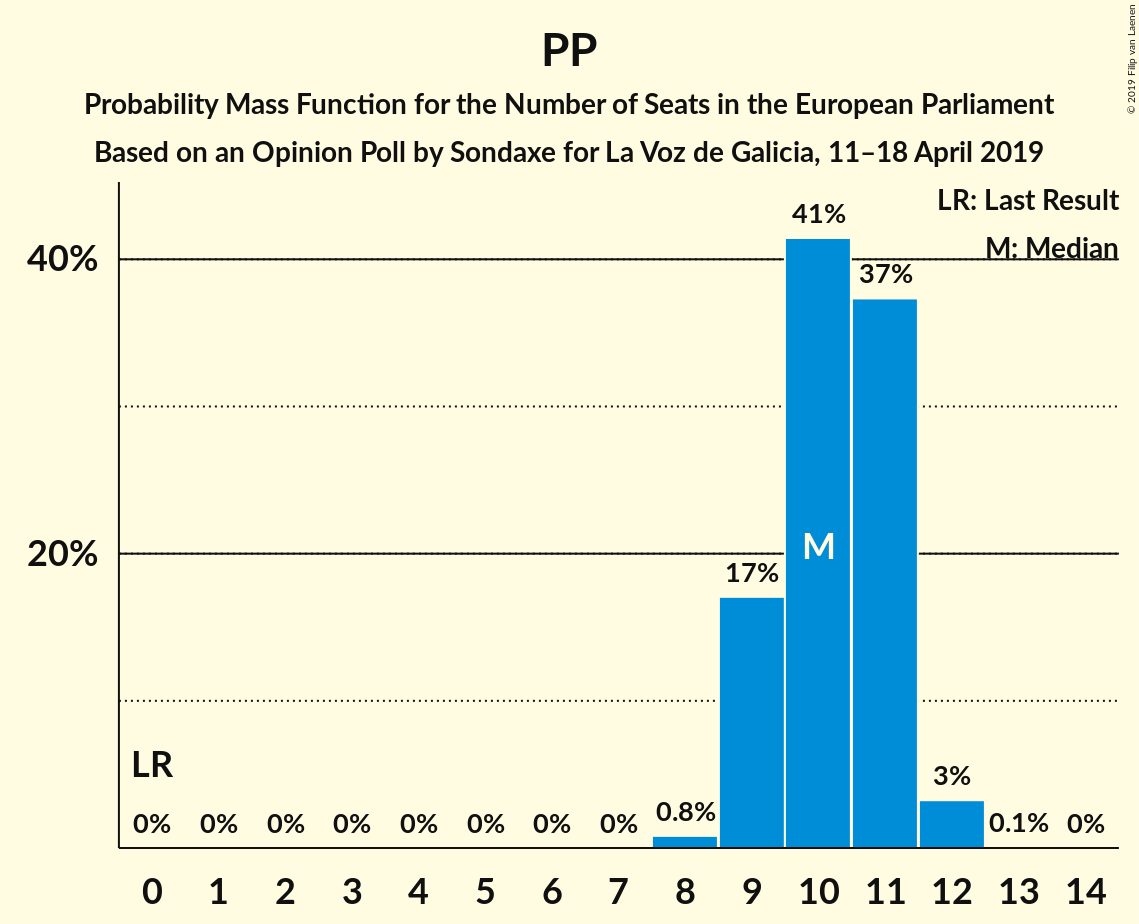 PP
Probability Mass Function for the Number of Seats in the European Parliament
Based on an Opinion Poll by Sondaxe for La Voz de Galicia, 11–18 April 2019
© 2019 Filip van Laenen
LR: Last Result
M: Median
40%
20%
41%
37%
17%
M
LR
0% 0% 0% 0% 0% 0% 0% 0% 0.8% 3% 0.1% 0%
0 1 2 3 4 5 6 7 8 9 10 11 12 13 14